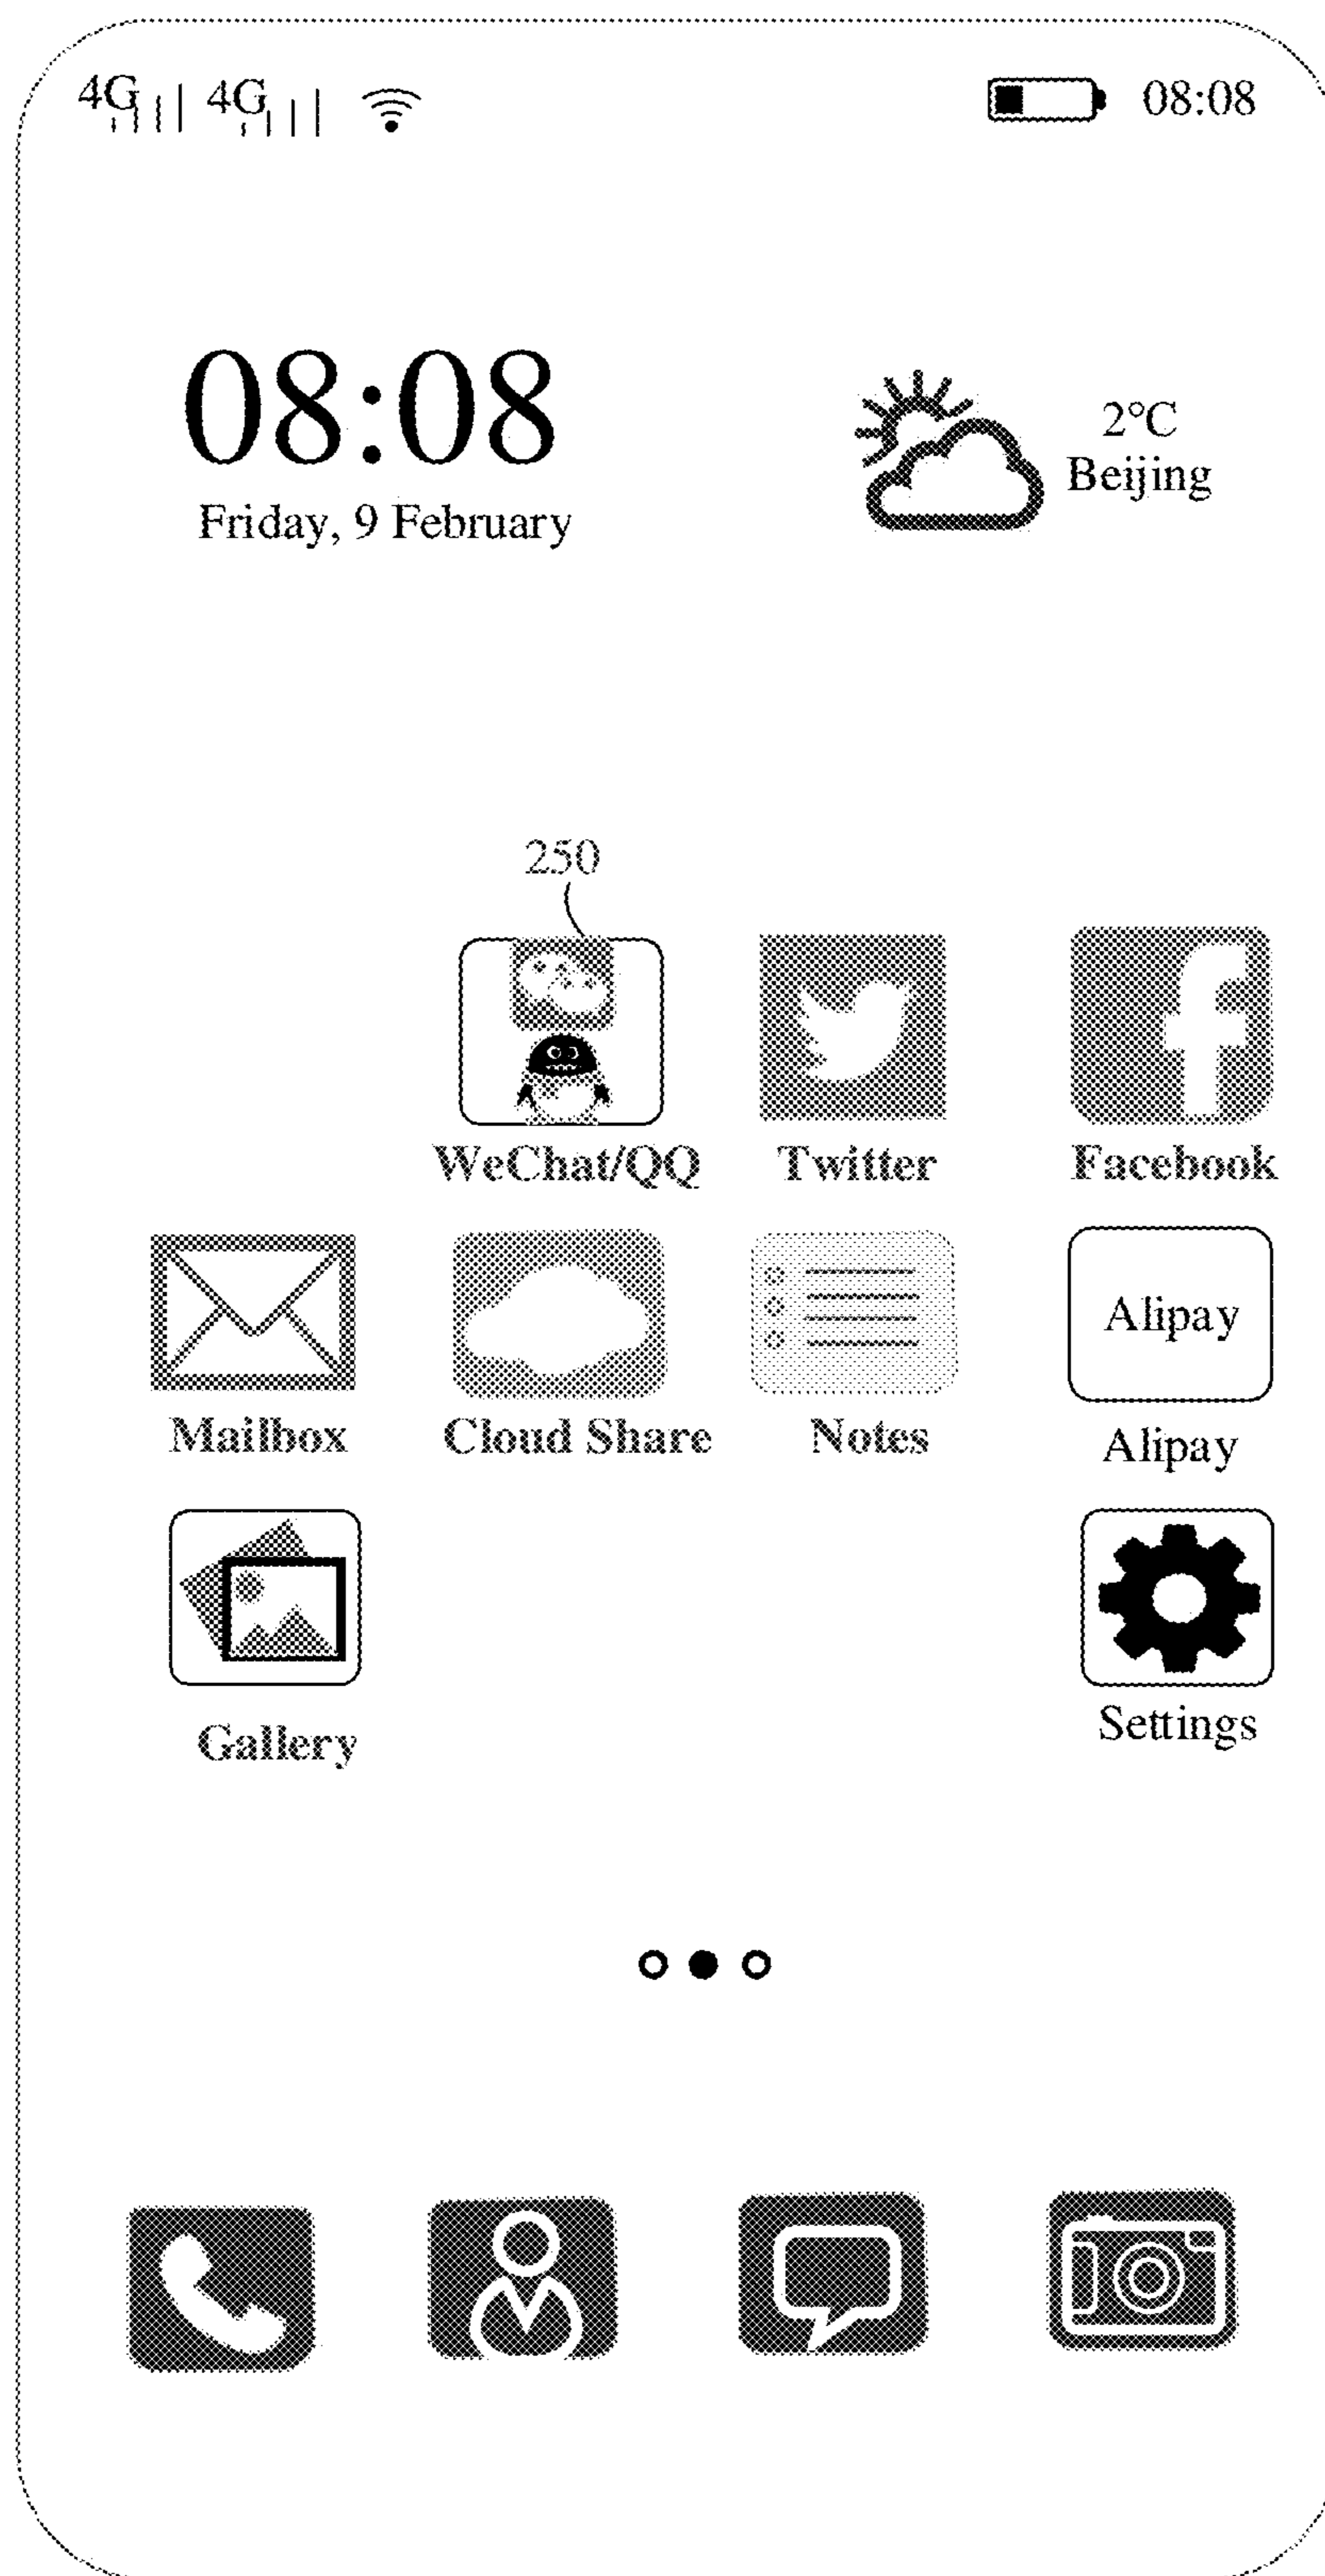 4G 4G 08:08
08:08
2°C
Beijing
Friday, 9 February
250
WeChat/QQ Twitter Facebook
Alipay
Mailbox Cloud Share Notes Alipay
Gallery Settings